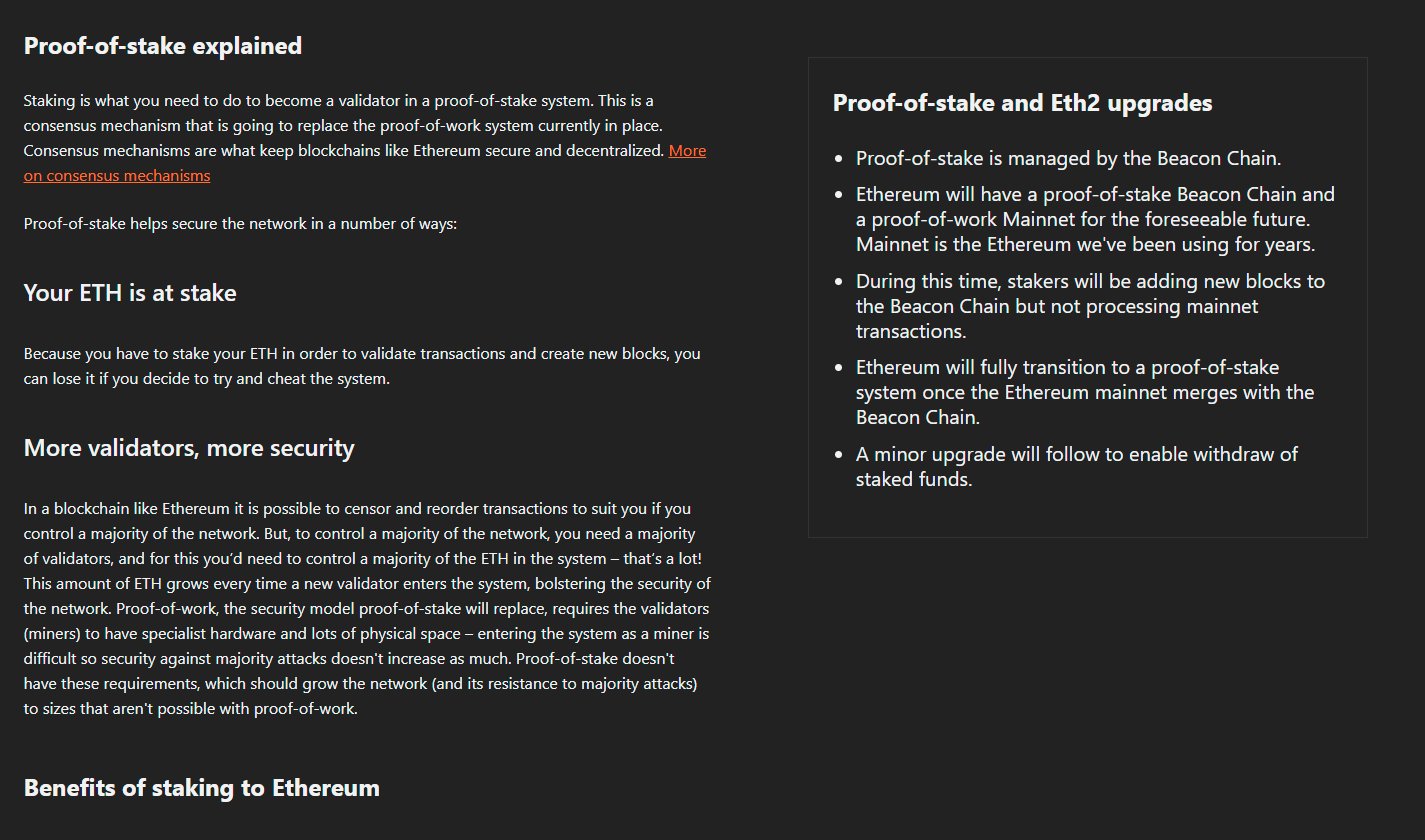 Proof-of-stake explained
Staking is what you need to do to become a validator in a proof-of-stake system. This is a
consensus mechanism that is going to replace the proof-of-work system currently in place.
Consensus mechanisms are what keep blockchains like Ethereum secure and decentralized. More
on consensus mechanisms
Proof-of-stake helps secure the network in a number of ways:
Your ETH is at stake
Because you have to stake your ETH in order to validate transactions and create new blocks, you
can lose it if you decide to try and cheat the system.
More validators, more security
In a blockchain like Ethereum it is possible to censor and reorder transactions to suit you if you
control a majority of the network. But, to control a majority of the network, you need a majority
of validators, and for this you’d need to control a majority of the ETH in the system – that’s a lot!
This amount of ETH grows every time a new validator enters the system, bolstering the security of
the network. Proof-of-work, the security model proof-of-stake will replace, requires the validators
(miners) to have specialist hardware and lots of physical space – entering the system as a miner is
difficult so security against majority attacks doesn't increase as much. Proof-of-stake doesn't
have these requirements, which should grow the network (and its resistance to majority attacks)
to sizes that aren't possible with proof-of-work.
Benefits of staking to Ethereum
Proof-of-stake and Eth2 upgrades
• Proof-of-stake is managed by the Beacon Chain.
• Ethereum will have a proof-of-stake Beacon Chain and
a proof-of-work Mainnet for the foreseeable future.
Mainnet is the Ethereum we've been using for years.
• During this time, stakers will be adding new blocks to
the Beacon Chain but not processing mainnet
transactions.
• Ethereum will fully transition to a proof-of-stake
system once the Ethereum mainnet merges with the
Beacon Chain.
• A minor upgrade will follow to enable withdraw of
staked funds.